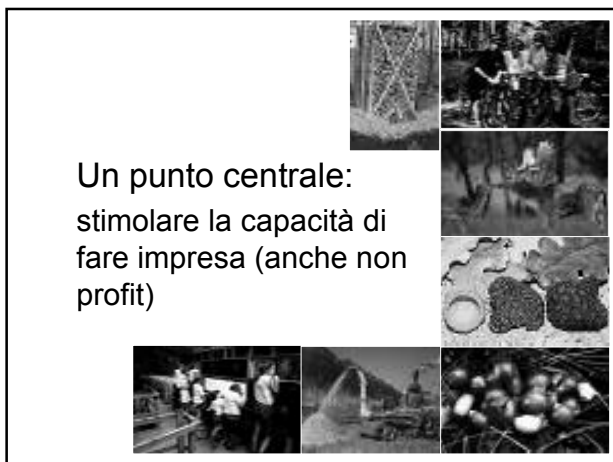 Un punto centrale:
stimolare la capacità di
fare impresa (anche non
profit)